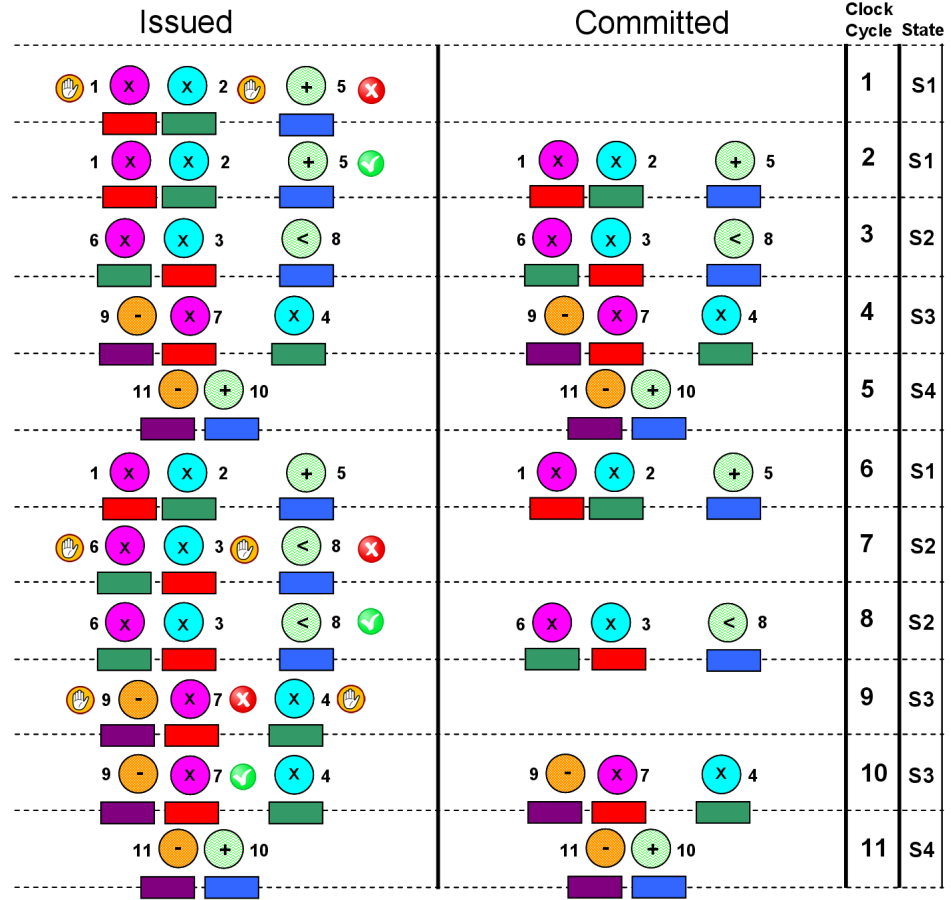 Issued Committed Clock Cycle State
1 x x 2 + 5 1 S1
1 x x 2 + 5 1 x x 2 + 5 2 S1
6 x x 3 < 8 6 x x 3 < 8 3 S2
9 - x 7 x 4 9 - x 7 x 4 4 S3
11 - + 10 11 - + 10 5 S4
1 x x 2 + 5 1 x x 2 + 5 6 S1
6 x x 3 < 8 7 S2
6 x x 3 < 8 6 x x 3 < 8 8 S2
9 - x 7 x 4 9 S3
9 - x 7 x 4 9 - x 7 x 4 10 S3
11 - + 10 11 - + 10 11 S4